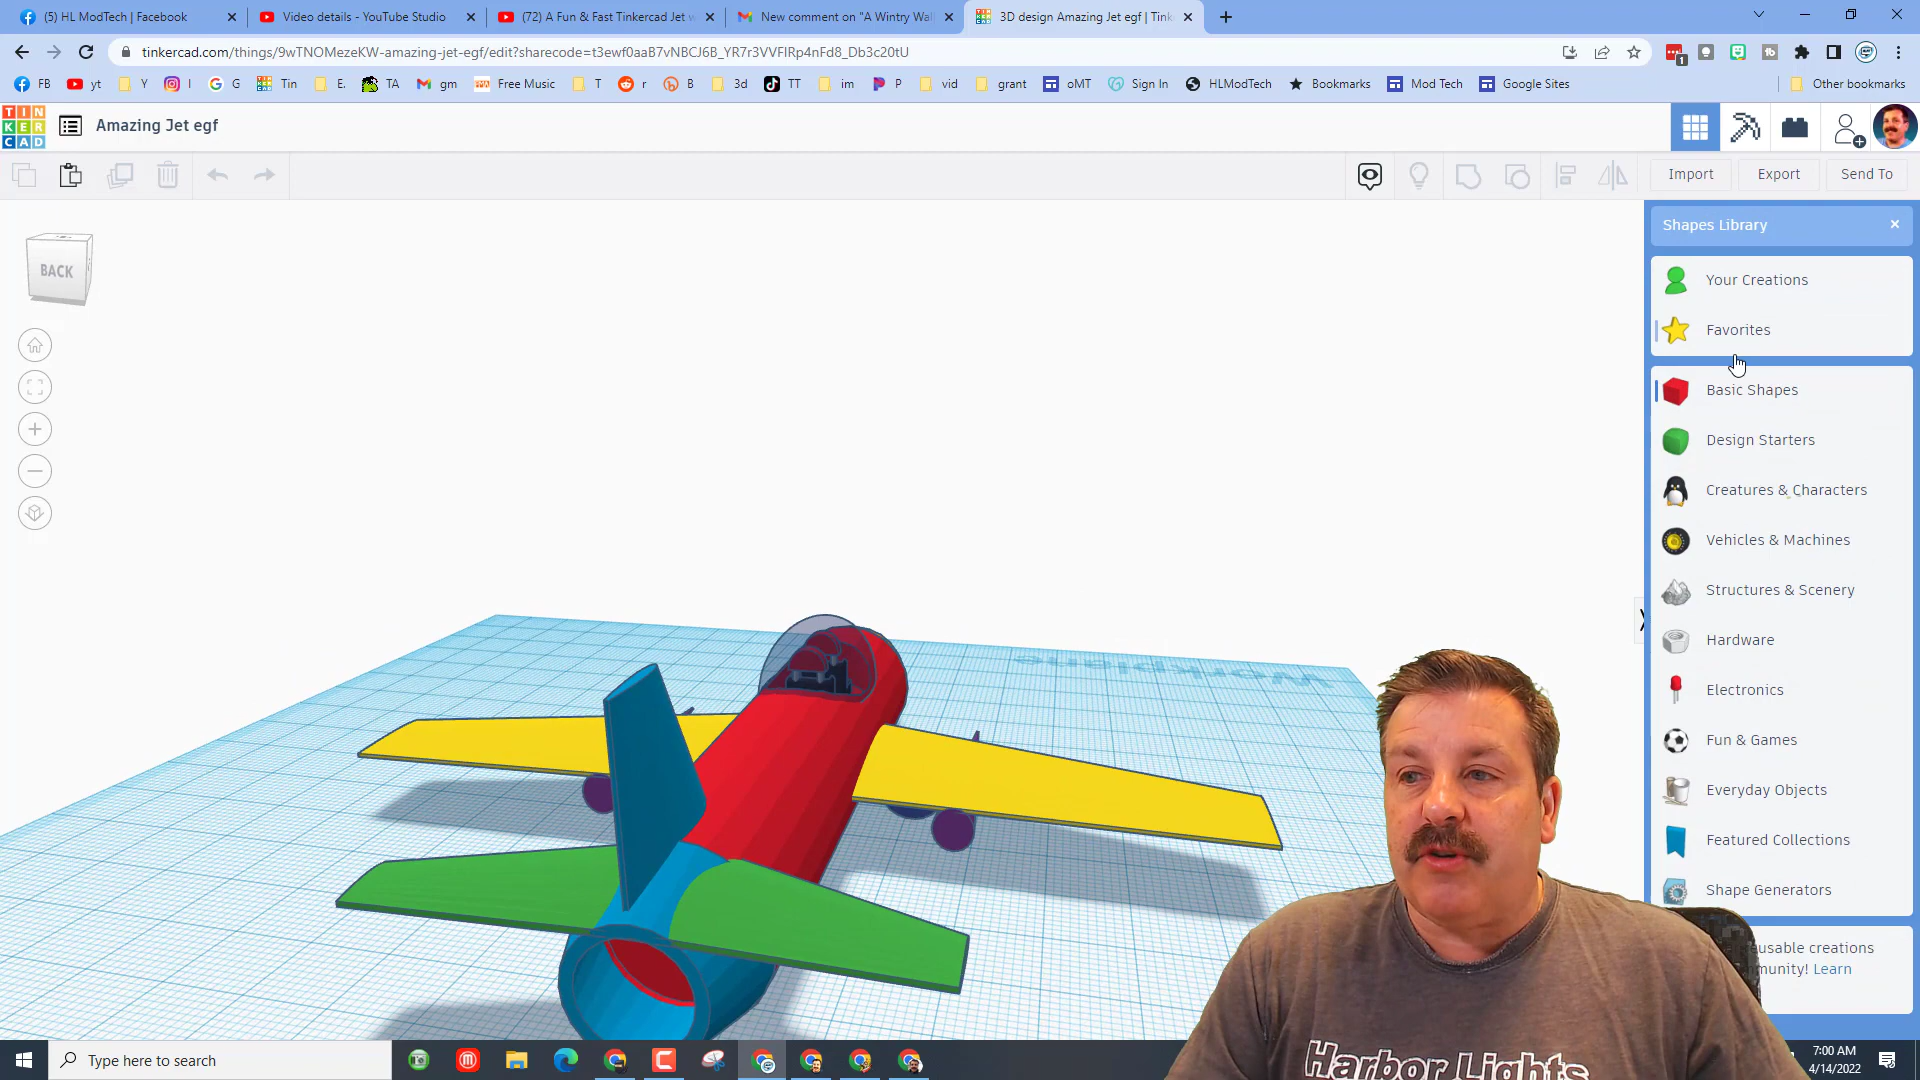 (5) HL ModTech | Facebook
Video details - YouTube Studio
(72) A Fun & Fast Tinkercad Jet w
New comment on "A Wintry Wal
3D design Amazing Jet egf | Tink
tinkercad.com/things/9wTNOMezeKW-amazing-jet-egf/edit?sharecode=t3ewf0aaB7vNBCJ6B_YR7r3VVFIRp4nFd8_Db3c20tU
1
FB
yt
Y
I
G
Tin
E.
TA
gm
Free Music
T
r
B
3d
TT
im
P
vid
grant
oMT
Sign In
HLModTech
Bookmarks
Mod Tech
Google Sites
Other bookmarks
TIN
KER
CAD
Amazing Jet egf
Import
Export
Send To
BACK
Shapes Library
Your Creations
Favorites
Basic Shapes
Design Starters
Creatures & Characters
Vehicles & Machines
Structures & Scenery
Hardware
Electronics
Fun & Games
Everyday Objects
Featured Collections
Shape Generators
usable creations
munity! Learn
Workplane
Harbor Lights
Type here to search
7:00 AM
4/14/2022